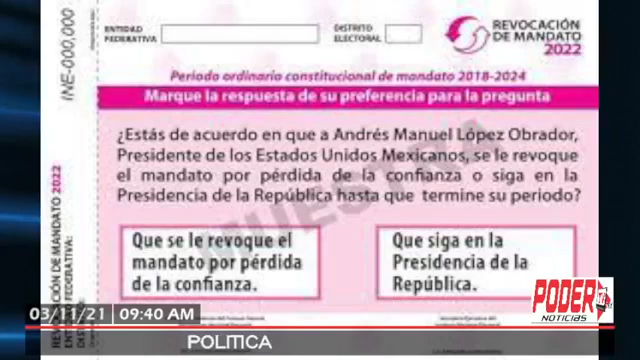 INE-000,000
ENTIDAD
FEDERATIVA
DISTRITO
ELECTORAL
REVOCACIÓN
DE MANDATO
2022
Periodo ordinario constitucional de mandato 2018-2024
Marque la respuesta de su preferencia para la pregunta
¿Estás de acuerdo en que a Andrés Manuel López Obrador,
Presidente de los Estados Unidos Mexicanos, se le revoque
el mandato por pérdida de la confianza o siga en la
Presidencia de la República hasta que termine su periodo?
MUESTRA
Que se le revoque el
mandato por pérdida
de la confianza.
Que siga en la
Presidencia de la
República.
REVOCACIÓN DE MANDATO 2022
FEDERATIVA:
03/11/21 09:40 AM
POLITICA
PODER
NOTICIAS